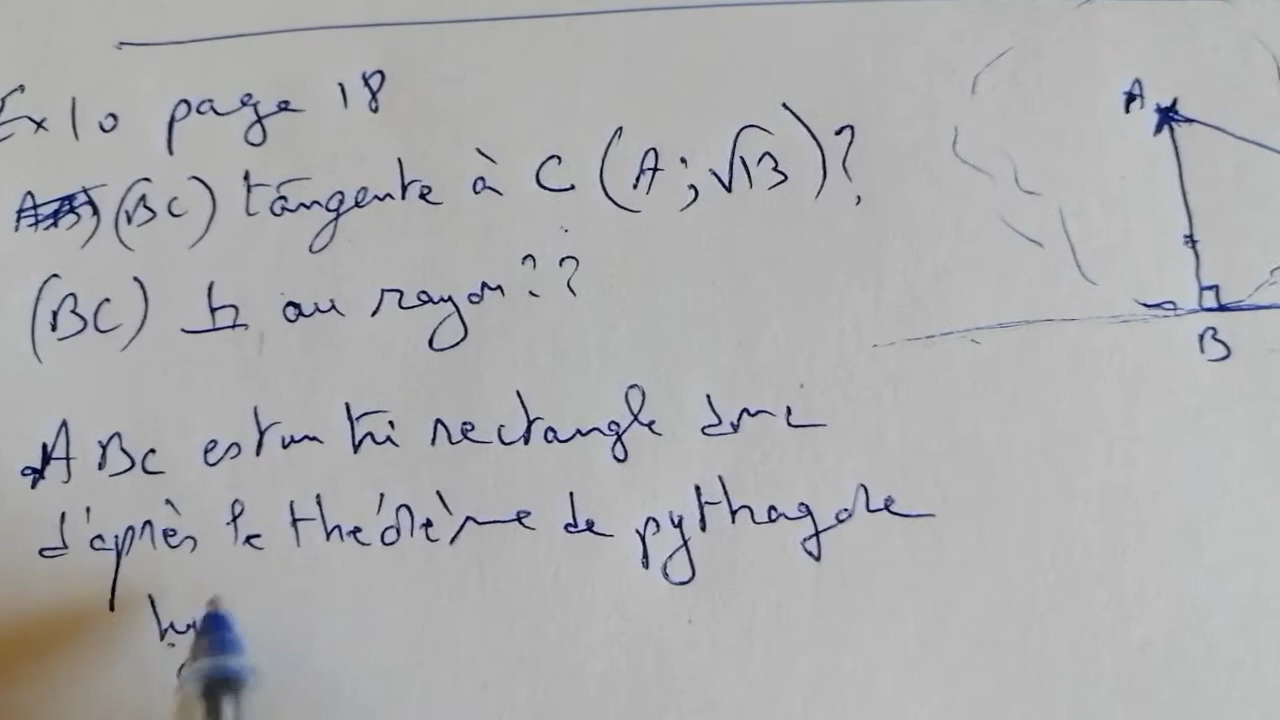 Ex 10 page 18
(BC) tangente à C (A; √13)?
(BC) ⊥ au rayon??
ABC est un tri rectangle donc
d'après le théorème de pythagore
hy
A
B